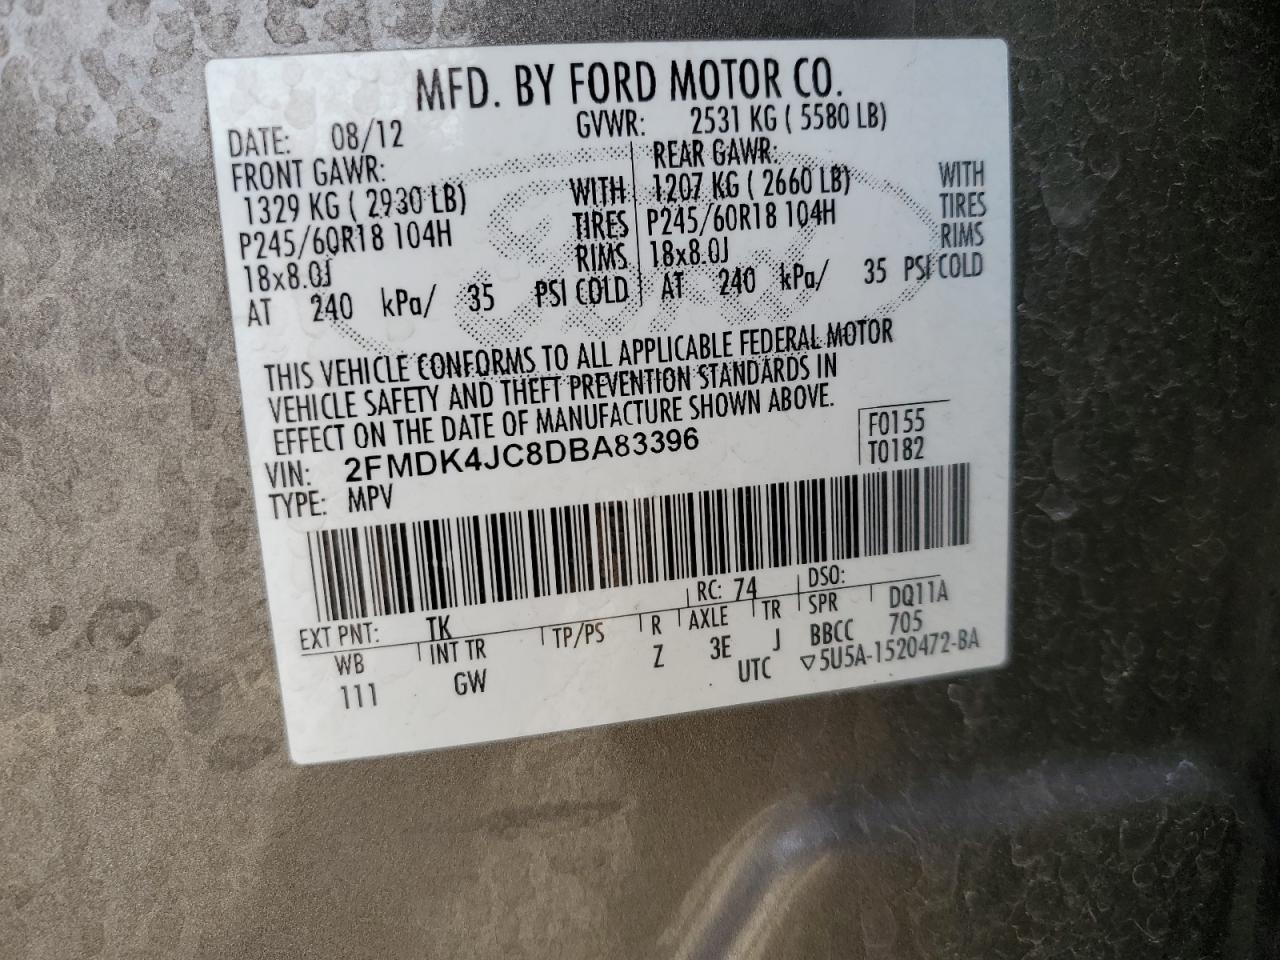 MFD. BY FORD MOTOR CO.
DATE: 08/12 GVWR: 2531 KG ( 5580 LB)
FRONT GAWR: REAR GAWR:
1329 KG ( 2930 LB) WITH 1207 KG ( 2660 LB) WITH
P245/60R18 104H TIRES P245/60R18 104H TIRES
18x8.0J RIMS 18x8.0J RIMS
AT 240 kPa/ 35 PSI COLD AT 240 kPa/ 35 PSI COLD
THIS VEHICLE CONFORMS TO ALL APPLICABLE FEDERAL MOTOR
VEHICLE SAFETY AND THEFT PREVENTION STANDARDS IN
EFFECT ON THE DATE OF MANUFACTURE SHOWN ABOVE.
F0155
VIN: 2FMDK4JC8DBA83396
T0182
TYPE: MPV
EXT PNT: TK RC: 74 DSO:
WB INT TR TP/PS R AXLE TR SPR DQ11A
111 GW Z 3E J BBCC 705
UTC ▽5U5A-1520472-BA